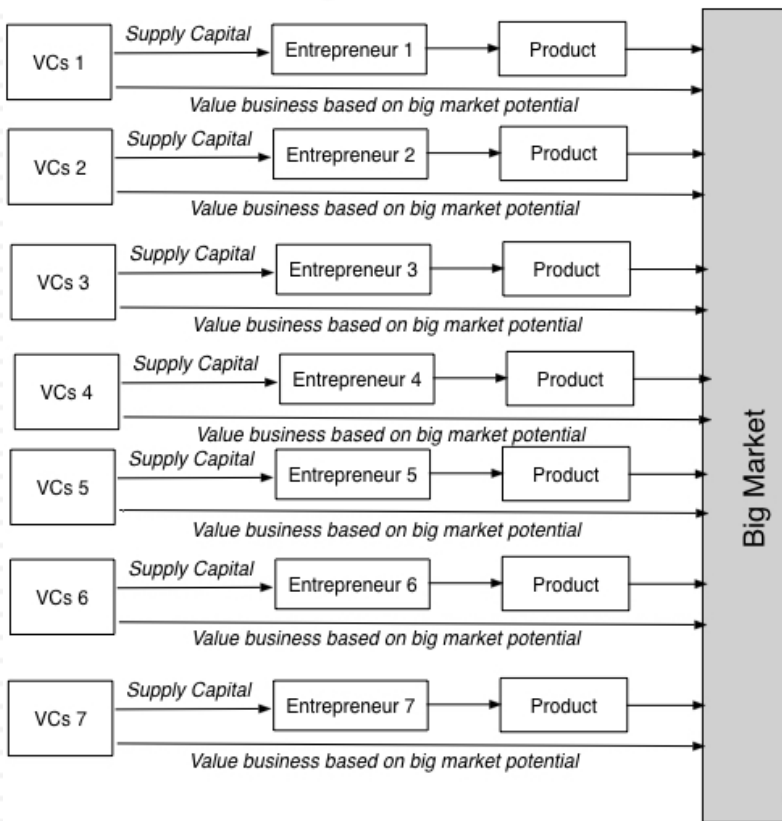 Supply Capital
VCs 1
Entrepreneur 1
Product
Value business based on big market potential
Supply Capital
VCs 2
Entrepreneur 2
Product
Value business based on big market potential
Supply Capital
VCs 3
Entrepreneur 3
Product
Value business based on big market potential
Supply Capital
VCs 4
Entrepreneur 4
Product
Value business based on big market potential
Supply Capital
VCs 5
Entrepreneur 5
Product
Value business based on big market potential
Supply Capital
VCs 6
Entrepreneur 6
Product
Value business based on big market potential
Supply Capital
VCs 7
Entrepreneur 7
Product
Value business based on big market potential
Big Market